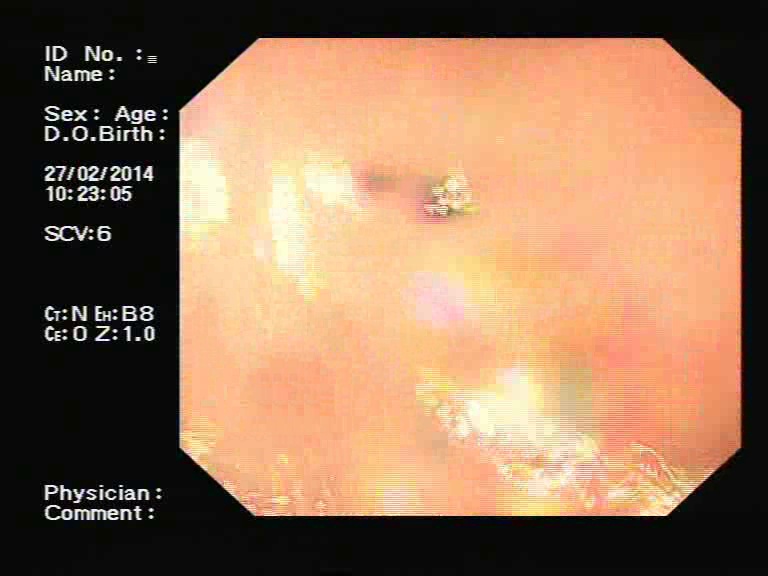 ID No. :
Name:
Sex: Age:
D.O.Birth:
27/02/2014
10:23:05
SCV:6
CT:N EH:B8
CE:0 Z:1.0
Physician:
Comment: